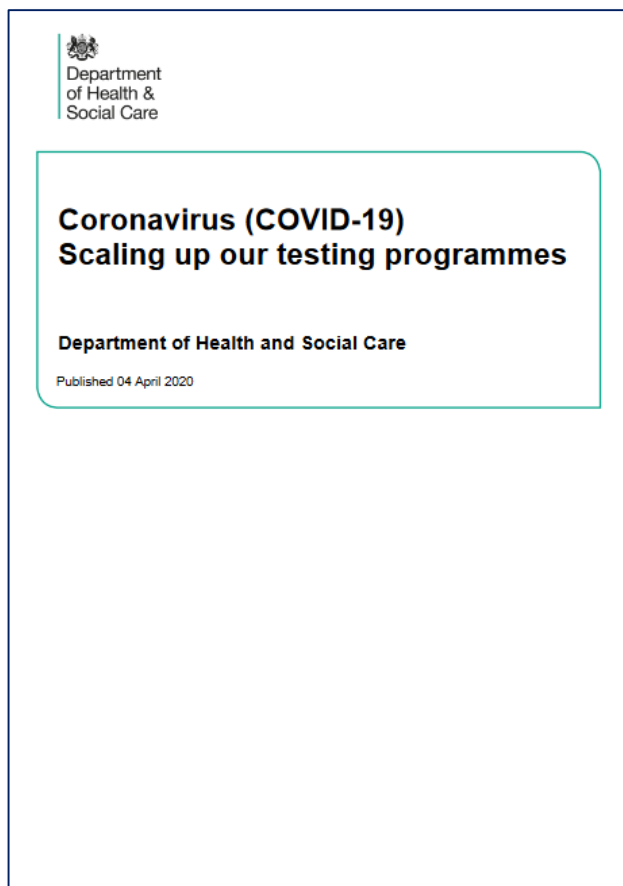 Department
of Health &
Social Care
Coronavirus (COVID-19)
Scaling up our testing programmes
Department of Health and Social Care
Published 04 April 2020